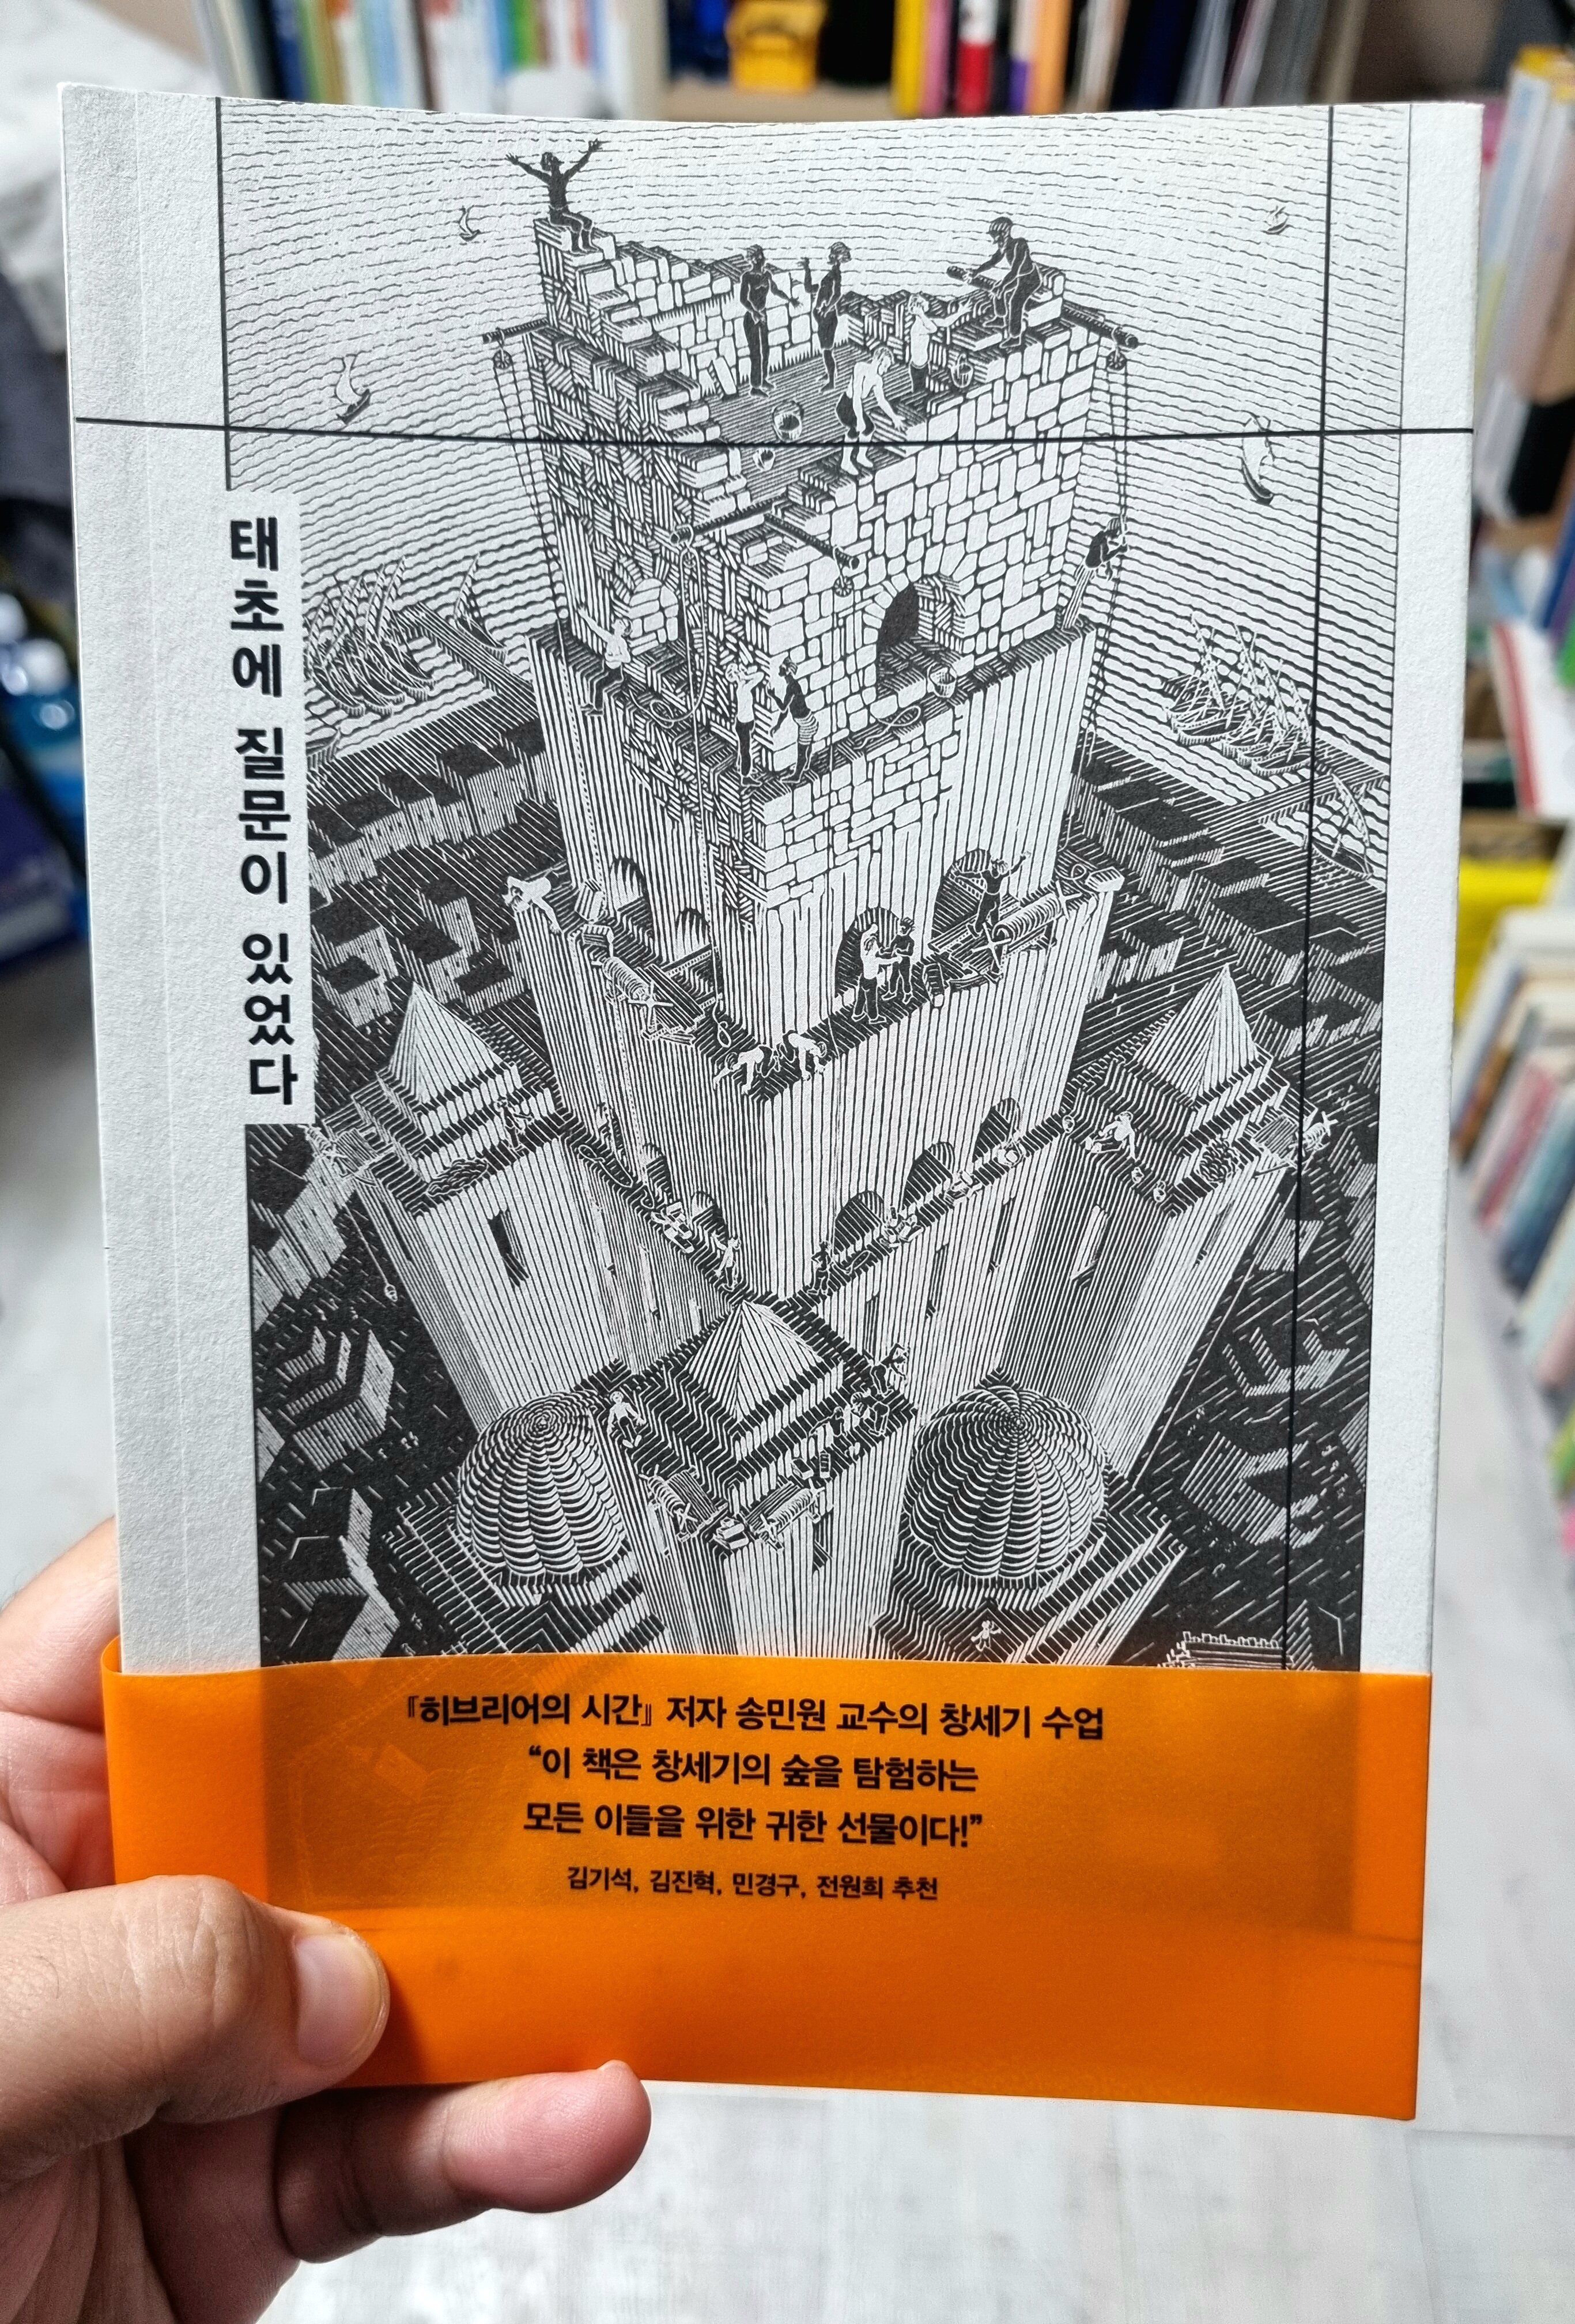 태초에 질문이 있었다
『히브리어의 시간』 저자 송민원 교수의 창세기 수업
“이 책은 창세기의 숲을 탐험하는
모든 이들을 위한 귀한 선물이다!”
김기석, 김진혁, 민경구, 전원희 추천